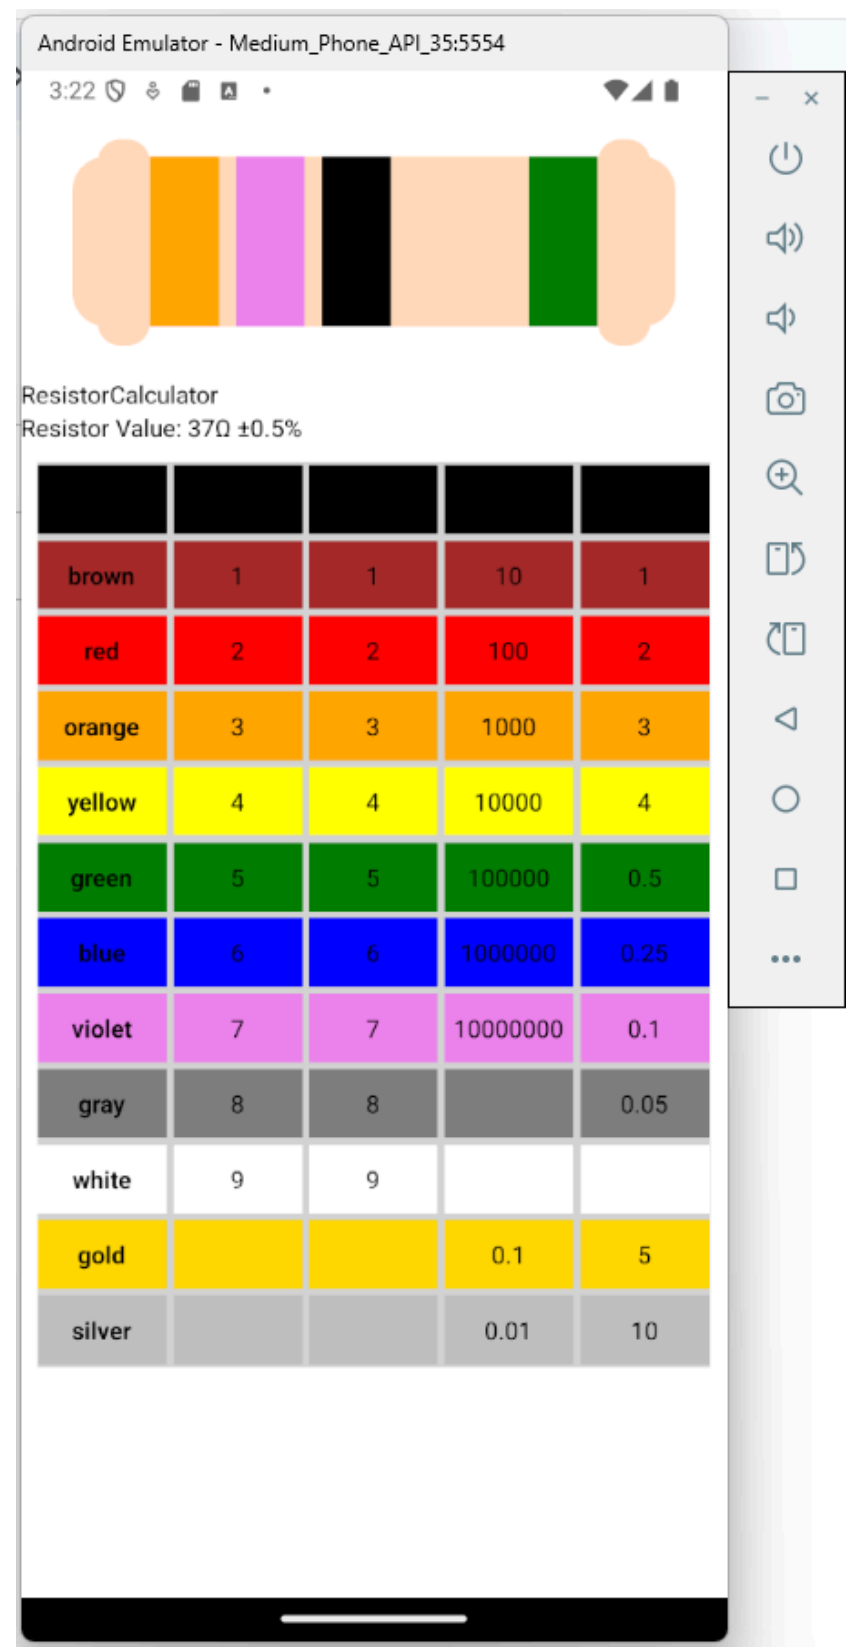 Android Emulator - Medium_Phone_API_35:5554
3:22
ResistorCalculator
Resistor Value: 37Ω ±0.5%
brown 1 1 10 1
red 2 2 100 2
orange 3 3 1000 3
yellow 4 4 10000 4
green 5 5 100000 0.5
blue 6 6 1000000 0.25
violet 7 7 10000000 0.1
gray 8 8 0.05
white 9 9
gold 0.1 5
silver 0.01 10